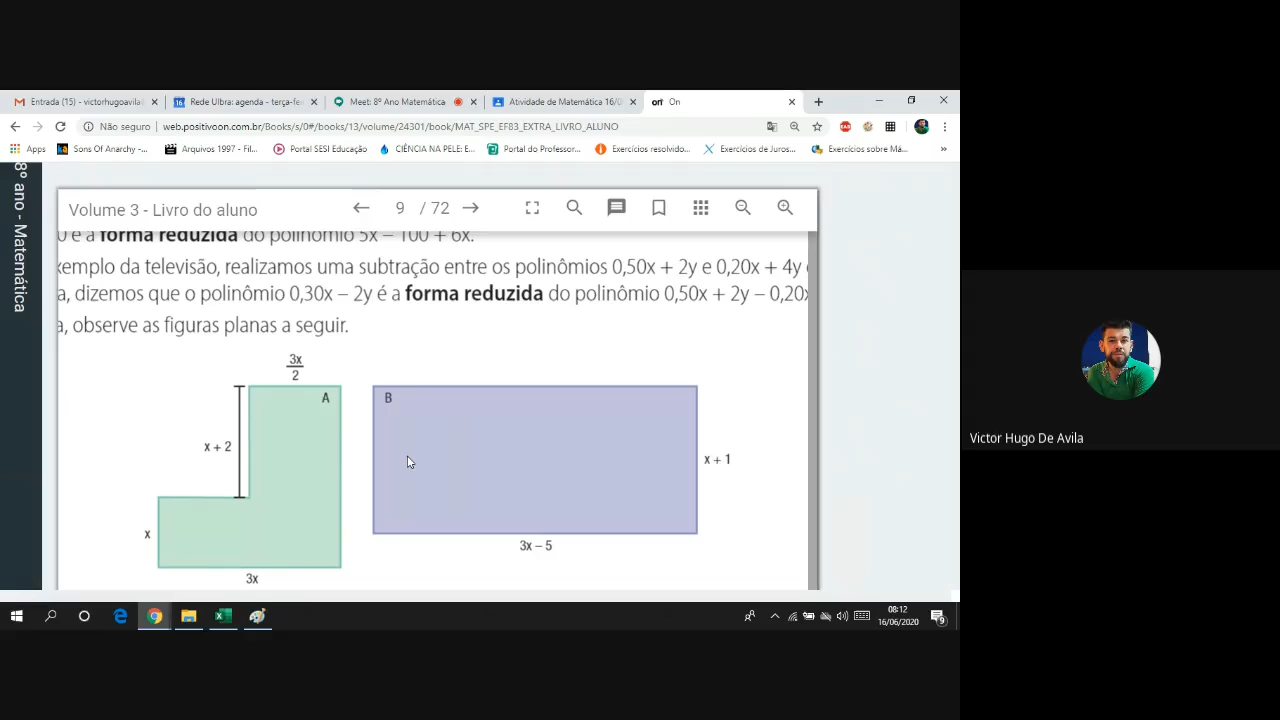 Entrada (15) - victorhugoavila
Rede Ulbra: agenda - terça-fe
Meet: 8º Ano Matemática
Atividade de Matemática 16/0
On
Não seguro
web.positivoon.com.br/Books/s/0#/books/13/volume/24301/book/MAT_SPE_EF83_EXTRA_LIVRO_ALUNO
Apps
Sons Of Anarchy -...
Arquivos 1997 - Fil...
Portal SESI Educação
CIÊNCIA NA PELE: E...
Portal do Professor...
Exercícios resolvido...
Exercícios de Juros...
Exercícios sobre Má...
8º ano - Matemática
Volume 3 - Livro do aluno
9 / 72
0 é a forma reduzida do polinômio 5x – 100 + 6x.
xemplo da televisão, realizamos uma subtração entre os polinômios 0,50x + 2y e 0,20x + 4y
a, dizemos que o polinômio 0,30x – 2y é a forma reduzida do polinômio 0,50x + 2y – 0,20x
a, observe as figuras planas a seguir.
3x
2
A
x + 2
x
3x
B
x + 1
3x – 5
Victor Hugo De Avila
08:12
16/06/2020
9